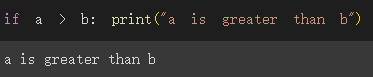 if a > b: print("a is greater than b")
a is greater than b